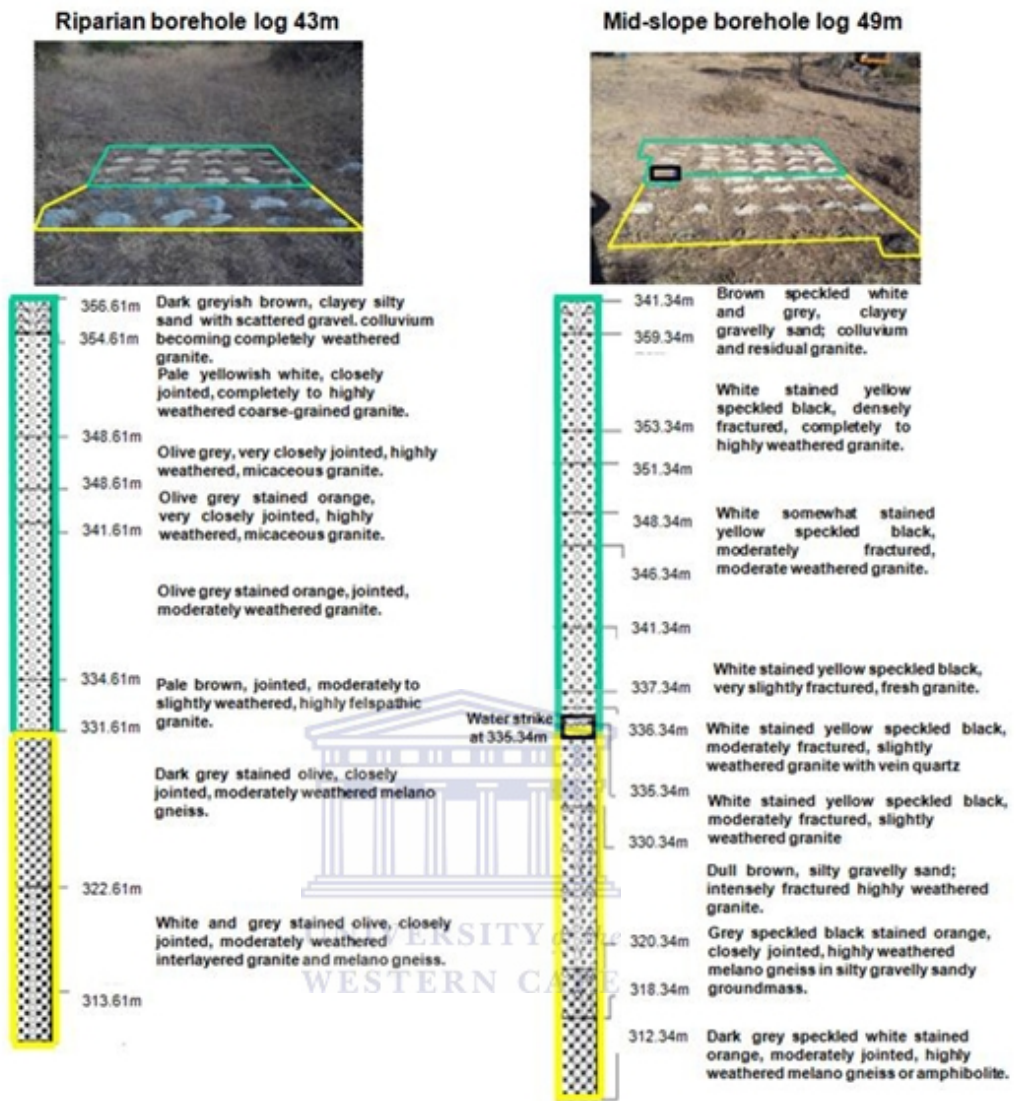 Riparian borehole log 43m
Mid-slope borehole log 49m
356.61m
Dark greyish brown, clayey silty
sand with scattered gravel. colluvium
becoming completely weathered
granite.
354.61m
Pale yellowish white, closely
jointed, completely to highly
weathered coarse-grained granite.
348.61m
Olive grey, very closely jointed, highly
weathered, micaceous granite.
348.61m
Olive grey stained orange,
very closely jointed, highly
weathered, micaceous granite.
341.61m
Olive grey stained orange, jointed,
moderately weathered granite.
334.61m
Pale brown, jointed, moderately to
slightly weathered, highly felspathic
granite.
331.61m
Dark grey stained olive, closely
jointed, moderately weathered melano
gneiss.
322.61m
White and grey stained olive, closely
jointed, moderately weathered
interlayered granite and melano gneiss.
313.61m
341.34m
Brown speckled white
and grey, clayey
gravelly sand; colluvium
and residual granite.
359.34m
White stained yellow
speckled black, densely
fractured, completely to
highly weathered granite.
353.34m
351.34m
348.34m
White somewhat stained
yellow speckled black,
moderately fractured,
moderate weathered granite.
346.34m
341.34m
White stained yellow speckled black,
very slightly fractured, fresh granite.
337.34m
Water strike
at 335.34m
336.34m
White stained yellow speckled black,
moderately fractured, slightly
weathered granite with vein quartz
335.34m
White stained yellow speckled black,
moderately fractured, slightly
weathered granite
330.34m
Dull brown, silty gravelly sand;
intensely fractured highly weathered
granite.
320.34m
Grey speckled black stained orange,
closely jointed, highly weathered
melano gneiss in silty gravelly sandy
groundmass.
318.34m
312.34m
Dark grey speckled white stained
orange, moderately jointed, highly
weathered melano gneiss or amphibolite.
UNIVERSITY of the
WESTERN CAPE